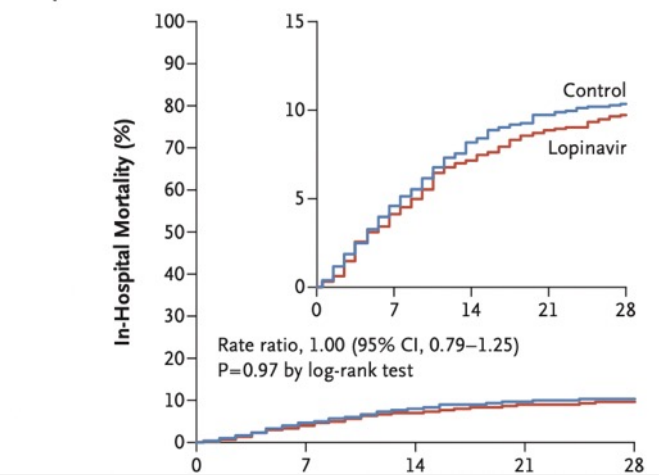 In-Hospital Mortality (%)
100
90
80
70
60
50
40
30
20
10
0
0 7 14 21 28
15
10
5
0
0 7 14 21 28
Control
Lopinavir
Rate ratio, 1.00 (95% CI, 0.79–1.25)
P=0.97 by log-rank test